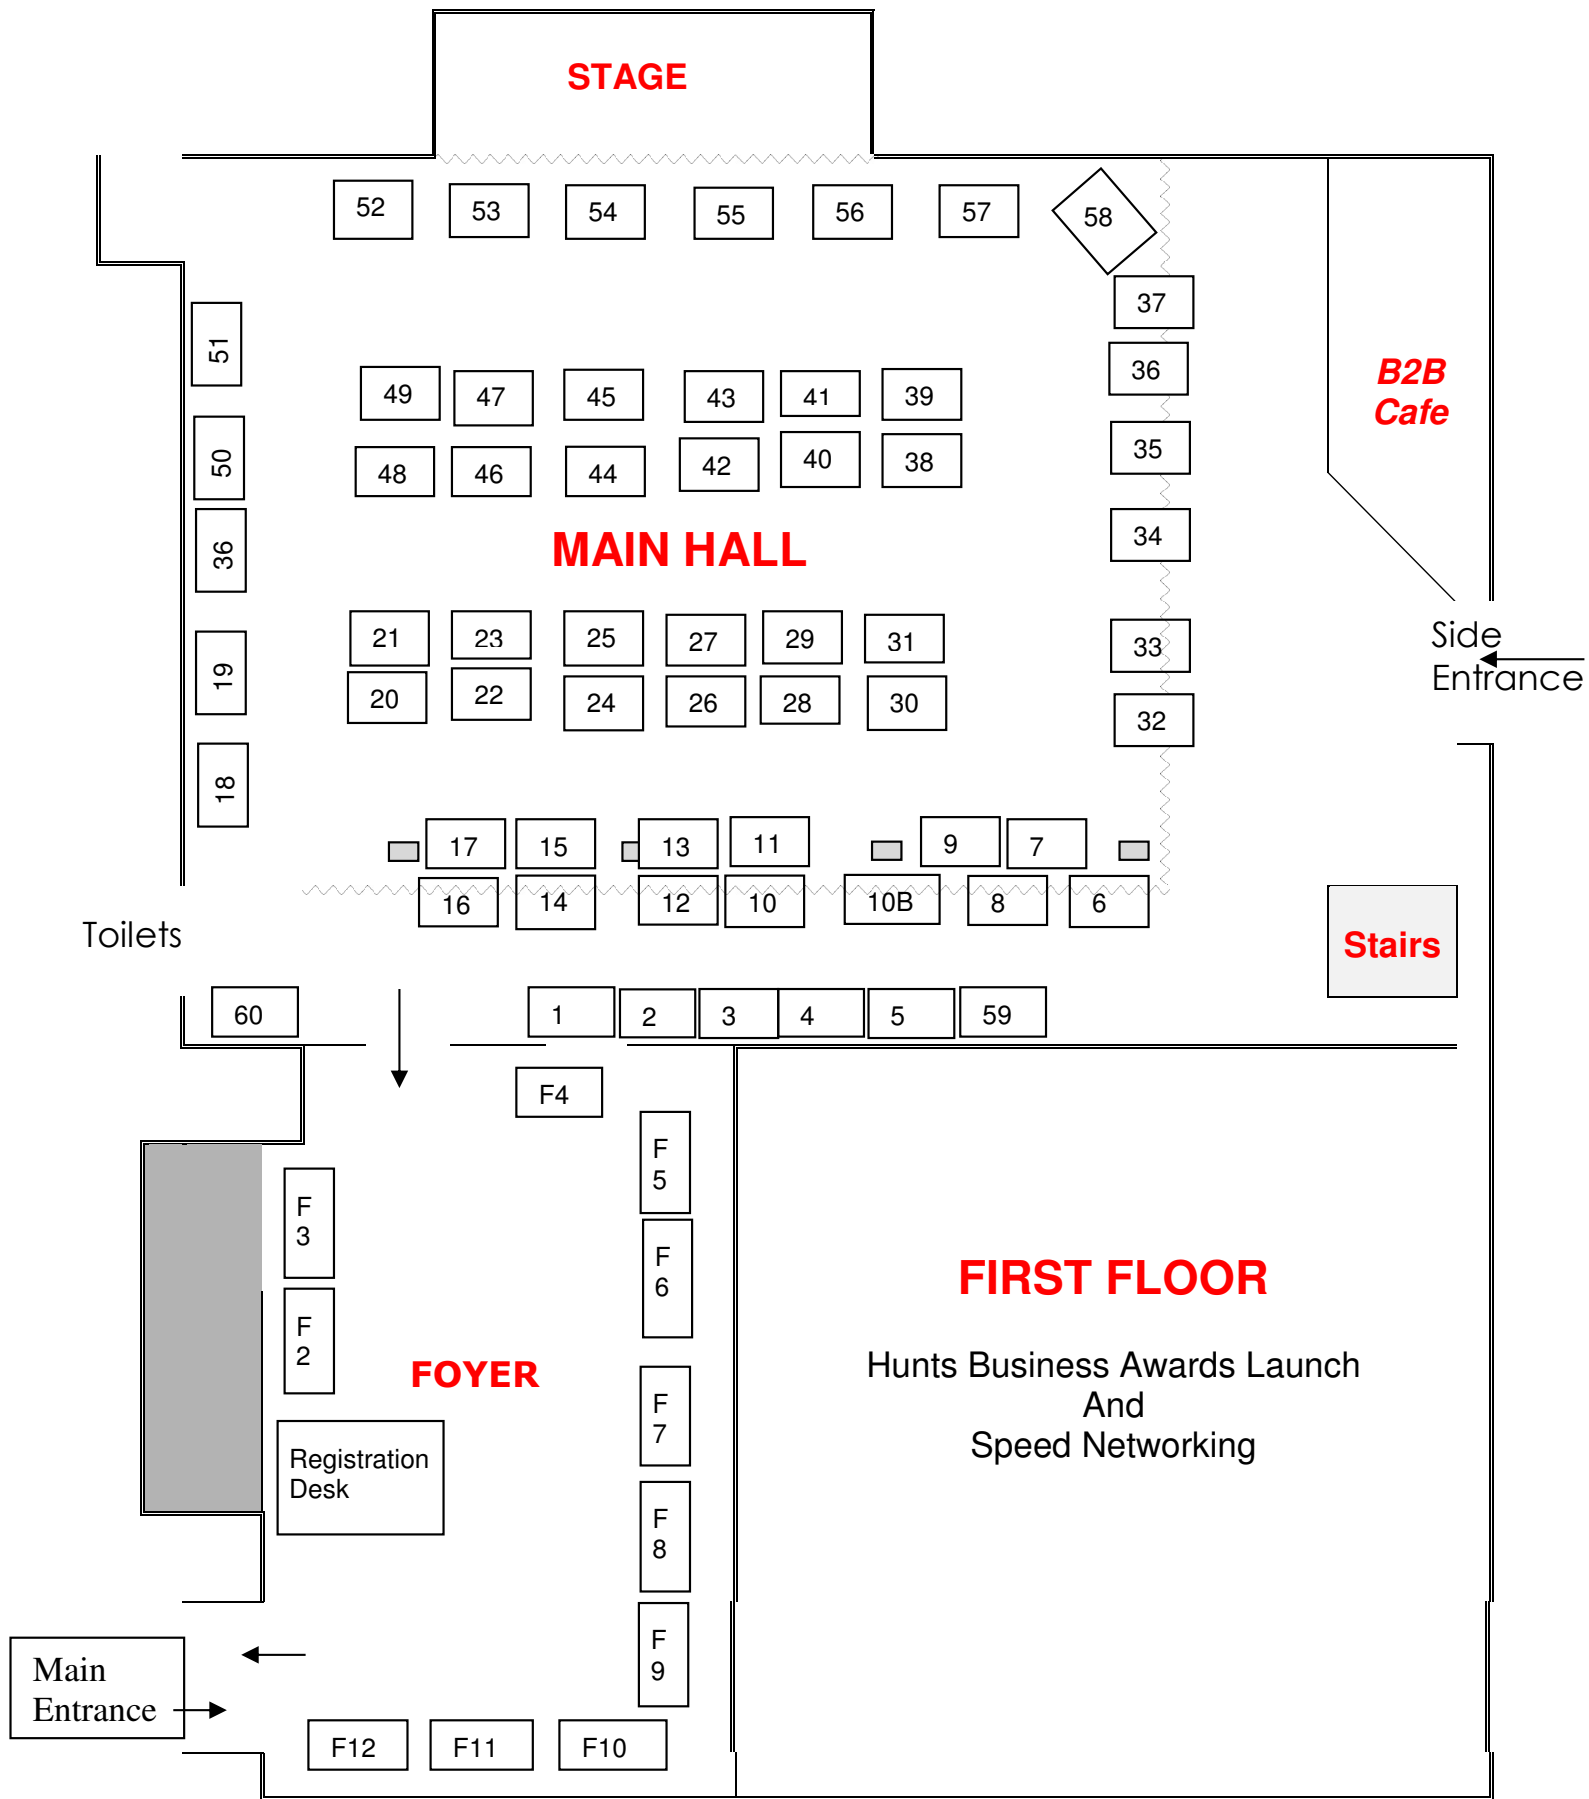 STAGE
52 53 54 55 56 57 58
37
51
36
B2B
Cafe
49 47 45 43 41 39
35
50
48 46 44 42 40 38
34
36
MAIN HALL
21 23 25 27 29 31
33
Side
Entrance
19
20 22 24 26 28 30
32
18
17 15 13 11 9 7
16 14 12 10 10B 8 6
Toilets
Stairs
60 1 2 3 4 5 59
F4
F
5
F
3
F
6
F
2
FIRST FLOOR
FOYER
Hunts Business Awards Launch
And
Speed Networking
F
7
Registration
Desk
F
8
F
9
Main
Entrance
F12 F11 F10